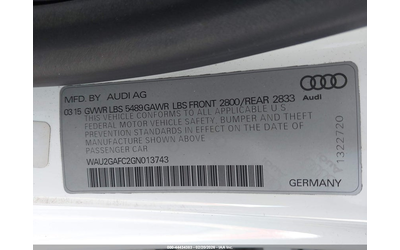 MFD. BY AUDI AG
03.15 GVWR LBS 5489 GAWR LBS FRONT 2800/REAR 2833
THIS VEHICLE CONFORMS TO ALL APPLICABLE U.S.
FEDERAL MOTOR VEHICLE SAFETY, BUMPER AND THEFT
PREVENTION STANDARDS IN EFFECT ON THE DATE
OF MANUFACTURE SHOWN ABOVE.
PASSENGER CAR
WAU2GAFC2GN013743
Audi
1322720
GERMANY